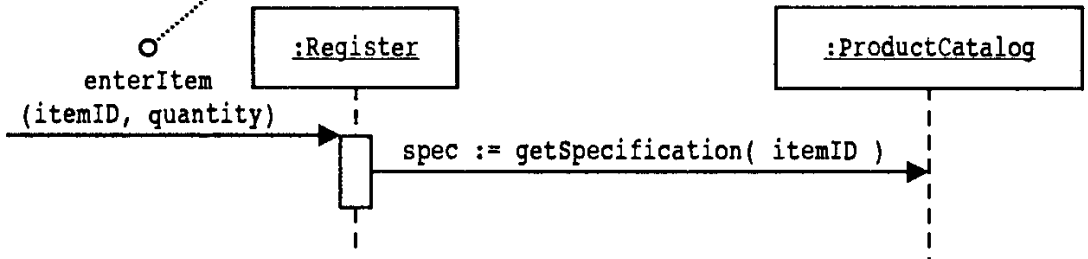 :Register
:ProductCatalog
enterItem
(itemID, quantity)
spec := getSpecification( itemID )